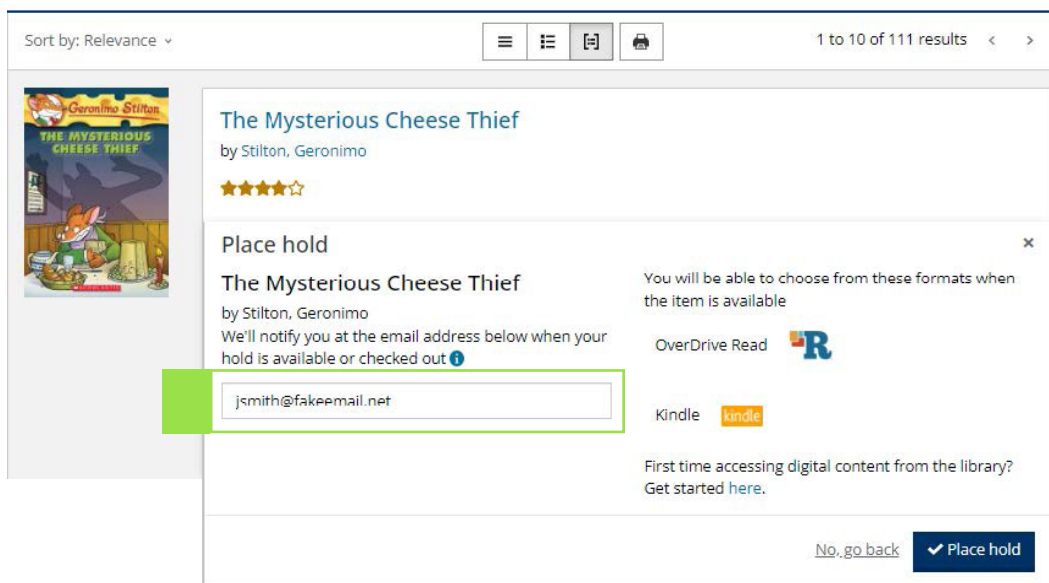 Sort by: Relevance
1 to 10 of 111 results
Geronimo Stilton
THE MYSTERIOUS
CHEESE THIEF
The Mysterious Cheese Thief
by Stilton, Geronimo
Place hold
The Mysterious Cheese Thief
by Stilton, Geronimo
We'll notify you at the email address below when your
hold is available or checked out
jsmith@fakeemail.net
You will be able to choose from these formats when
the item is available
OverDrive Read
R
Kindle kindle
First time accessing digital content from the library?
Get started here.
No, go back
Place hold